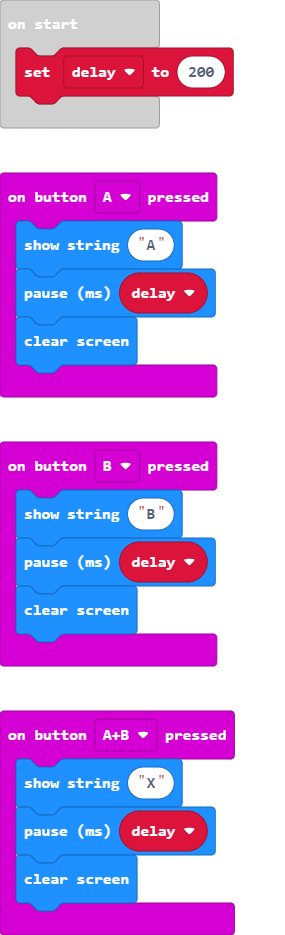 on start
set delay to 200
on button A pressed
show string "A"
pause (ms) delay
clear screen
on button B pressed
show string "B"
pause (ms) delay
clear screen
on button A+B pressed
show string "X"
pause (ms) delay
clear screen